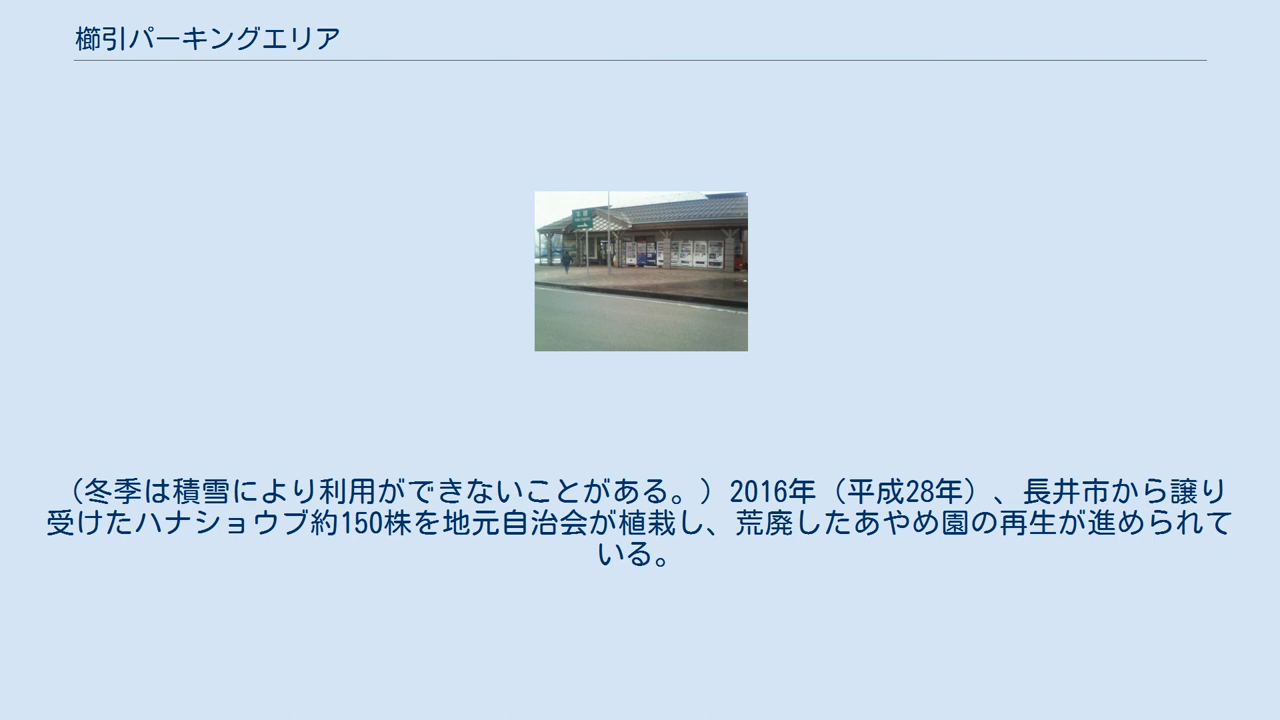 櫛引パーキングエリア
（冬季は積雪により利用ができないことがある。）2016年（平成28年）、長井市から譲り
受けたハナショウブ約150株を地元自治会が植栽し、荒廃したあやめ園の再生が進められて
いる。